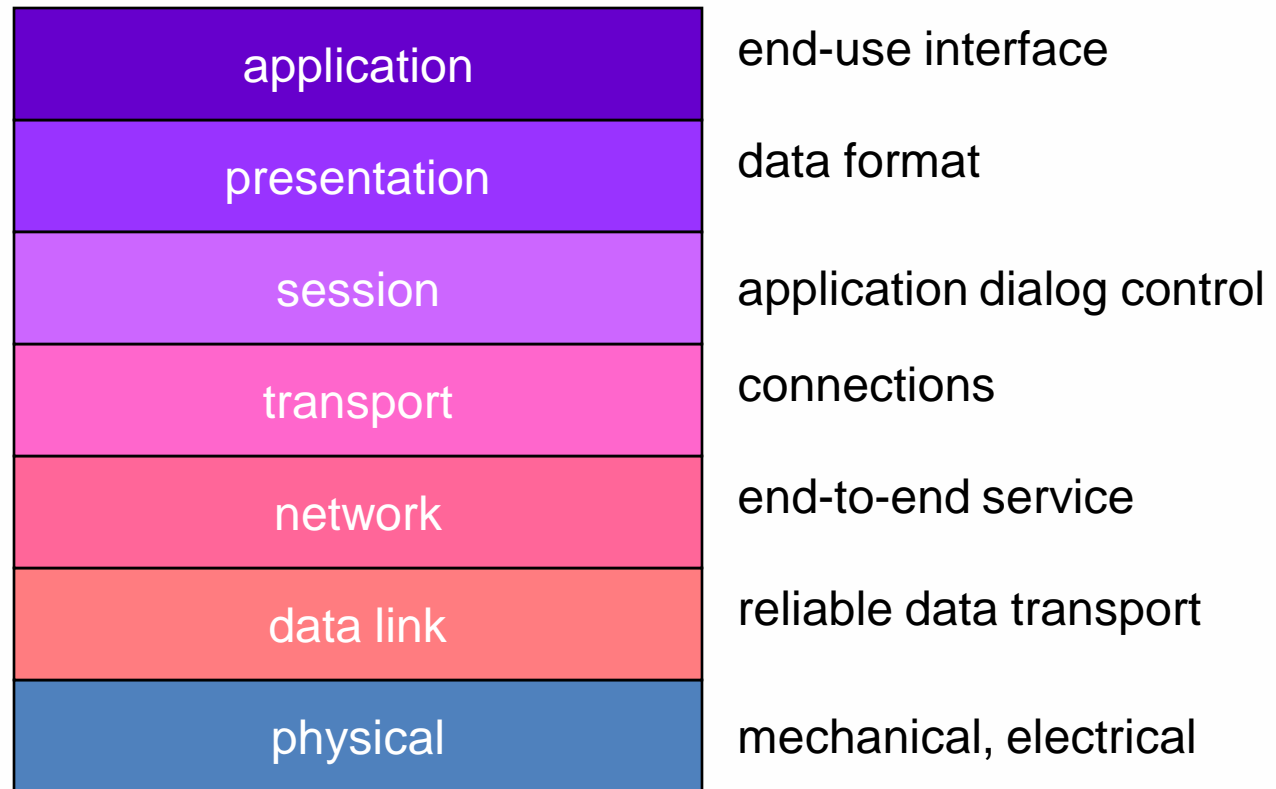 application
end-use interface
presentation
data format
session
application dialog control
transport
connections
network
end-to-end service
data link
reliable data transport
physical
mechanical, electrical